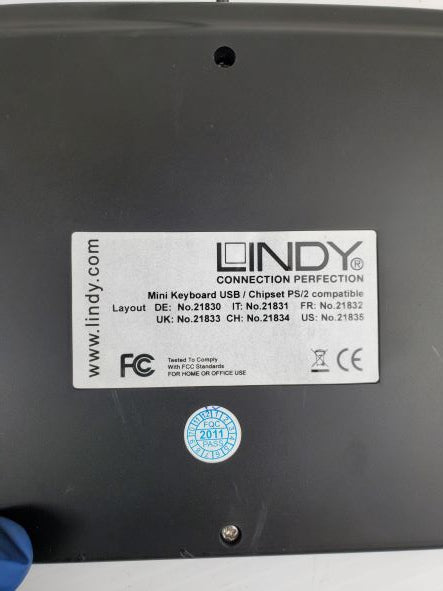 www.lindy.com
LINDY®
CONNECTION PERFECTION
Mini Keyboard USB / Chipset PS/2 compatible
Layout DE: No.21830 IT: No.21831 FR: No.21832
UK: No.21833 CH: No.21834 US: No.21835
FC
Tested To Comply
With FCC Standards
FOR HOME OR OFFICE USE
CE
FQC
2011
PASS